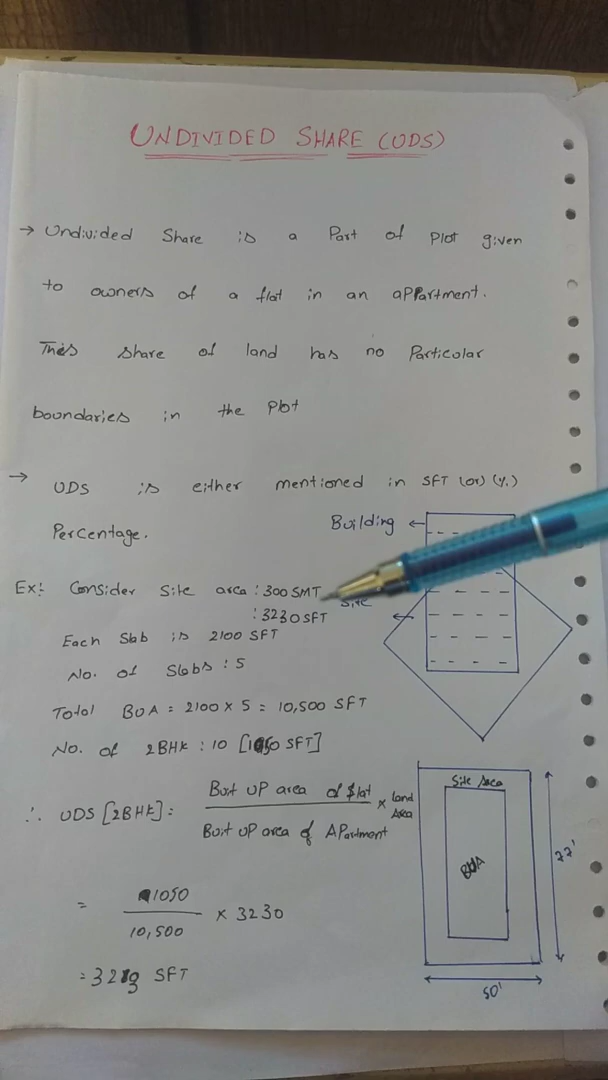 UNDIVIDED SHARE (UDS)
→ Undivided Share is a Part of Plot given
to owners of a flat in an apPartment.
This share of land has no Particular
boundaries in the Plot
→ UDS is either mentioned in SFT (or) (%)
Percentage.
Building ←
Ex:- Consider Site area : 300 SMT
: 3230 SFT
Site
Each Slab is 2100 SFT
No. of Slabs : 5
Total BUA = 2100 × 5 = 10,500 SFT
No. of 2BHK : 10 [1050 SFT]
∴ UDS [2BHK] = Buit UP area of flat / Buit UP area of APartment × Land Area
= 1050 / 10,500 × 3230
= 323 SFT
Site Area
BUA
50'